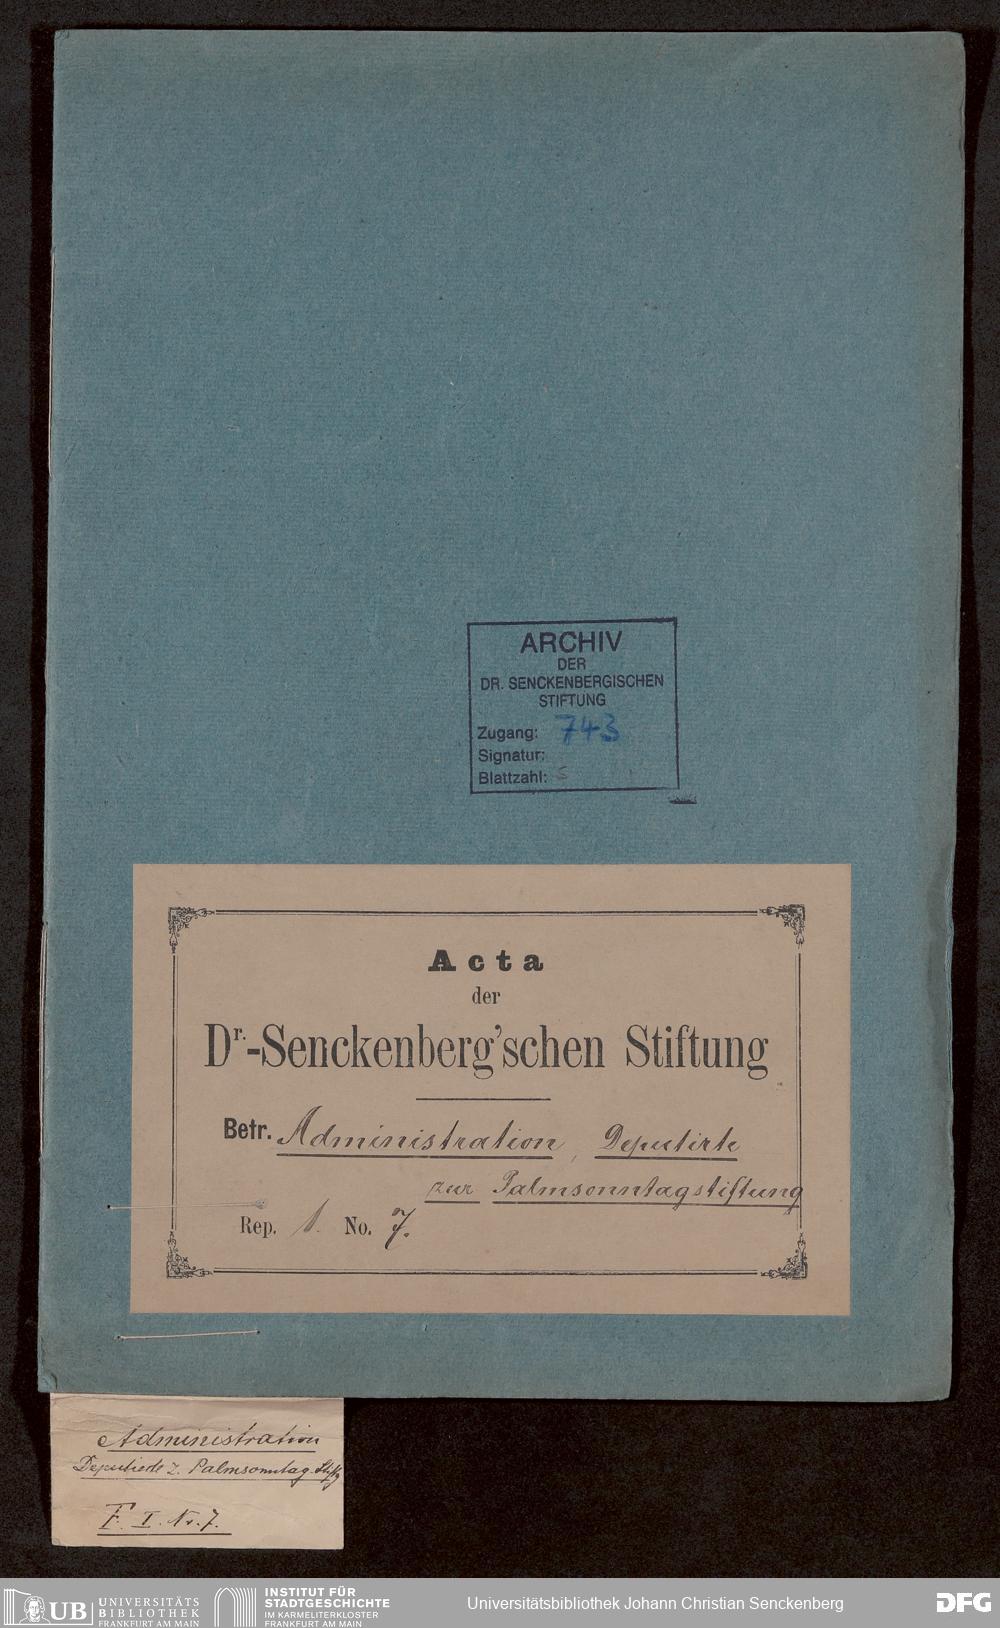 ARCHIV
DER
DR. SENCKENBERGISCHEN
STIFTUNG
Zugang: 743
Signatur:
Blattzahl: 5
Acta
der
Dr.-Senckenberg'schen Stiftung
Betr. Administration, Deputirte
zur Palmsonntagstiftung
Rep. 1. No. 7.
Administration
Deputierte z. Palmsonntag-Stiftg
F. I. Nr. 7.
UB UNIVERSITÄTS
BIBLIOTHEK
FRANKFURT AM MAIN
INSTITUT FÜR
STADTGESCHICHTE
IM KARMELITERKLOSTER
FRANKFURT AM MAIN
Universitätsbibliothek Johann Christian Senckenberg
DFG